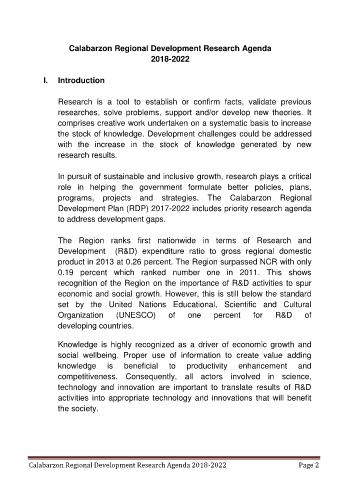 Calabarzon Regional Development Research Agenda
2018-2022
I. Introduction
Research is a tool to establish or confirm facts, validate previous
researches, solve problems, support and/or develop new theories. It
comprises creative work undertaken on a systematic basis to increase
the stock of knowledge. Development challenges could be addressed
with the increase in the stock of knowledge generated by new
research results.
In pursuit of sustainable and inclusive growth, research plays a critical
role in helping the government formulate better policies, plans,
programs, projects and strategies. The Calabarzon Regional
Development Plan (RDP) 2017-2022 includes priority research agenda
to address development gaps.
The Region ranks first nationwide in terms of Research and
Development (R&D) expenditure ratio to gross regional domestic
product in 2013 at 0.26 percent. The Region surpassed NCR with only
0.19 percent which ranked number one in 2011. This shows
recognition of the Region on the importance of R&D activities to spur
economic and social growth. However, this is still below the standard
set by the United Nations Educational, Scientific and Cultural
Organization (UNESCO) of one percent for R&D of
developing countries.
Knowledge is highly recognized as a driver of economic growth and
social wellbeing. Proper use of information to create value adding
knowledge is beneficial to productivity enhancement and
competitiveness. Consequently, all actors involved in science,
technology and innovation are important to translate results of R&D
activities into appropriate technology and innovations that will benefit
the society.
Calabarzon Regional Development Research Agenda 2018-2022 Page 2